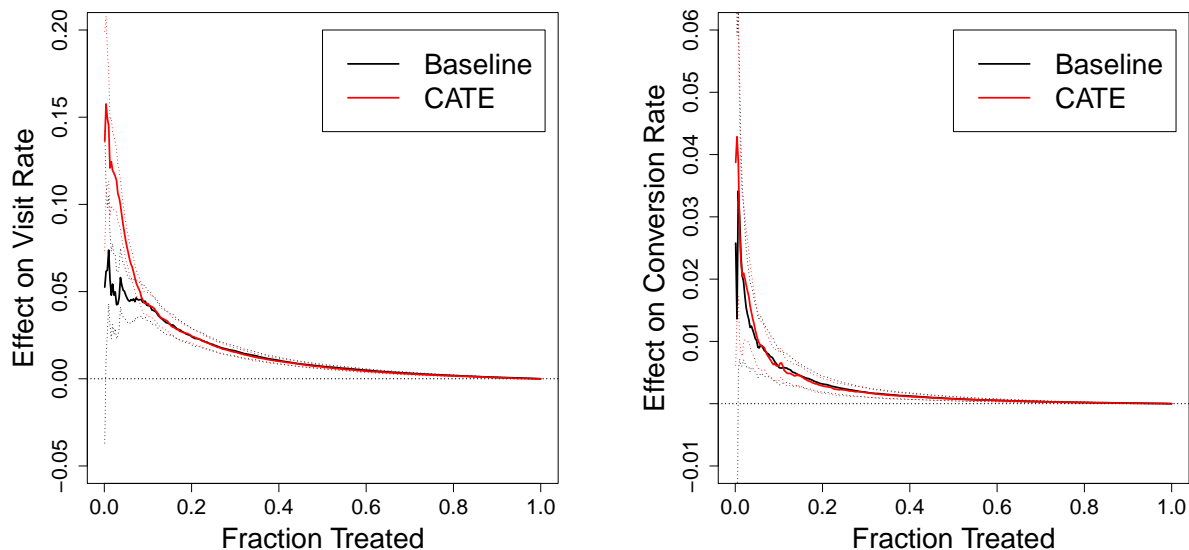 Effect on Visit Rate
0.20
0.15
0.10
0.05
0.00
−0.05
Baseline
CATE
0.0 0.2 0.4 0.6 0.8 1.0
Fraction Treated
Effect on Conversion Rate
0.06
0.05
0.04
0.03
0.02
0.01
−0.01
Baseline
CATE
0.0 0.2 0.4 0.6 0.8 1.0
Fraction Treated